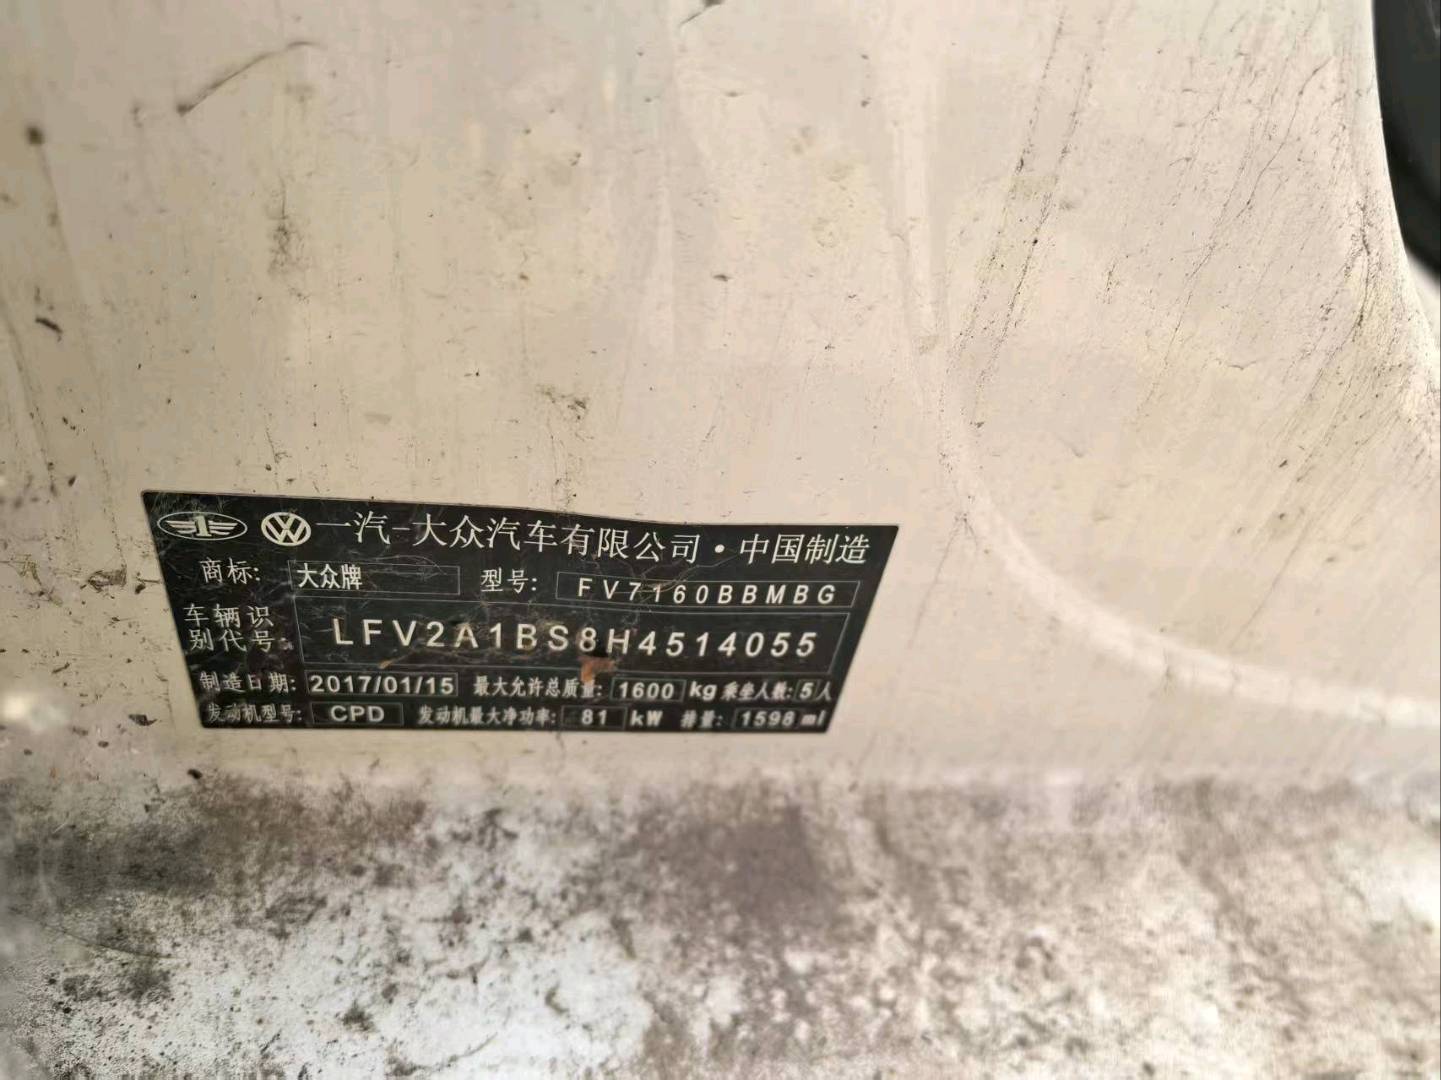 一汽-大众汽车有限公司·中国制造
商标: 大众牌 型号: FV7160BBMBG
车辆识别代号: LFV2A1BS8H4514055
制造日期: 2017/01/15 最大允许总质量: 1600 kg 乘坐人数: 5人
发动机型号: CPD 发动机最大净功率: 81 kW 排量: 1598 ml